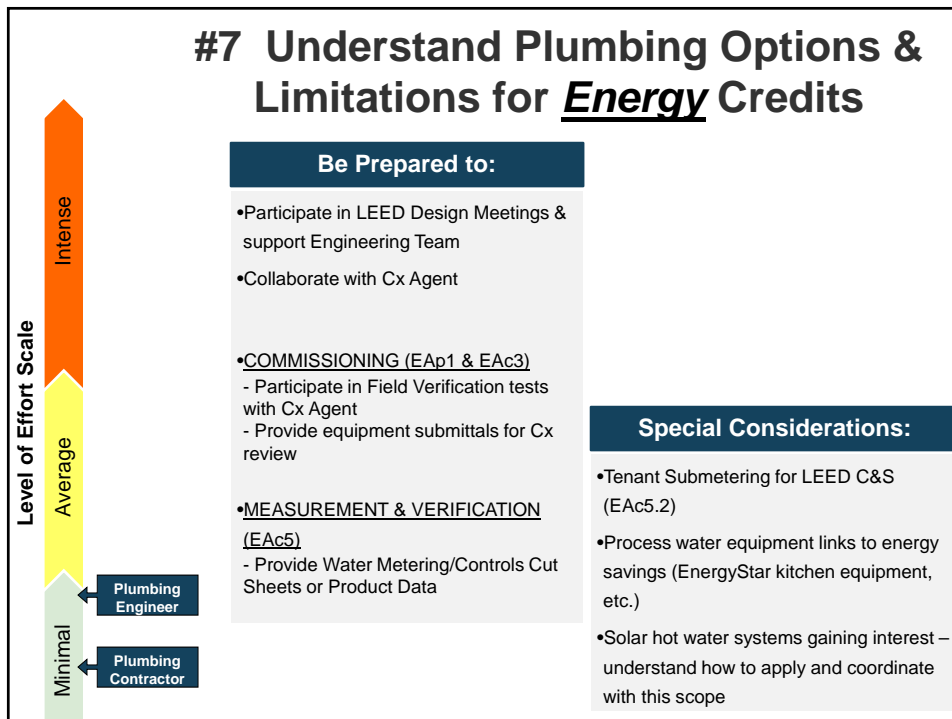 #7 Understand Plumbing Options &
Limitations for Energy Credits
Level of Effort Scale
Intense
Average
Minimal
Plumbing
Engineer
Plumbing
Contractor
Be Prepared to:
•Participate in LEED Design Meetings &
support Engineering Team
•Collaborate with Cx Agent
•COMMISSIONING (EAp1 & EAc3)
- Participate in Field Verification tests
with Cx Agent
- Provide equipment submittals for Cx
review
•MEASUREMENT & VERIFICATION
(EAc5)
- Provide Water Metering/Controls Cut
Sheets or Product Data
Special Considerations:
•Tenant Submetering for LEED C&S
(EAc5.2)
•Process water equipment links to energy
savings (EnergyStar kitchen equipment,
etc.)
•Solar hot water systems gaining interest –
understand how to apply and coordinate
with this scope